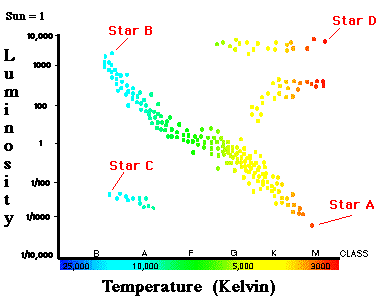 Sun = 1
Luminosity
10,000
1000
100
1
1/100
1/1000
1/10,000
Star B
Star D
Star C
Star A
B A F G K M CLASS
25,000 10,000 5,000 3000
Temperature (Kelvin)